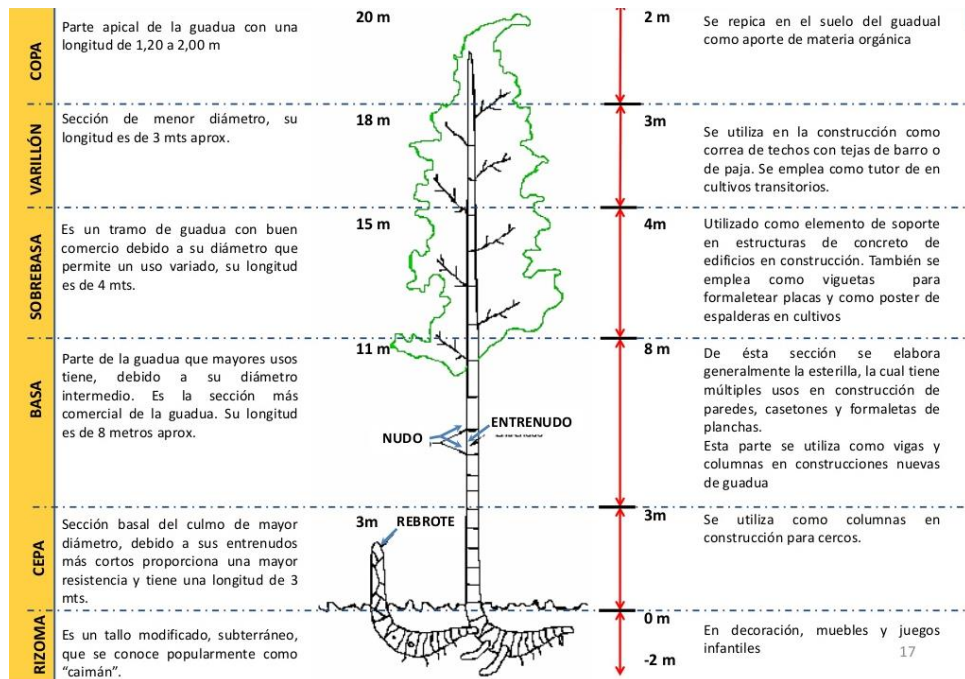 COPA
Parte apical de la guadua con una
longitud de 1,20 a 2,00 m
20 m
2 m
Se repica en el suelo del guadual
como aporte de materia orgánica
VARILLÓN
Sección de menor diámetro, su
longitud es de 3 mts aprox.
18 m
3m
Se utiliza en la construcción como
correa de techos con tejas de barro o
de paja. Se emplea como tutor de en
cultivos transitorios.
SOBREBASA
Es un tramo de guadua con buen
comercio debido a su diámetro que
permite un uso variado, su longitud
es de 4 mts.
15 m
4m
Utilizado como elemento de soporte
en estructuras de concreto de
edificios en construcción. También se
emplea como viguetas para
formaletear placas y como poster de
espalderas en cultivos
BASA
Parte de la guadua que mayores usos
tiene, debido a su diámetro
intermedio. Es la sección más
comercial de la guadua. Su longitud
es de 8 metros aprox.
11 m
NUDO
ENTRENUDO
8 m
De ésta sección se elabora
generalmente la esterilla, la cual tiene
múltiples usos en construcción de
paredes, casetones y formaletas de
planchas.
Esta parte se utiliza como vigas y
columnas en construcciones nuevas
de guadua
CEPA
Sección basal del culmo de mayor
diámetro, debido a sus entrenudos
más cortos proporciona una mayor
resistencia y tiene una longitud de 3
mts.
3m
REBROTE
3m
Se utiliza como columnas en
construcción para cercos.
RIZOMA
Es un tallo modificado, subterráneo,
que se conoce popularmente como
“caimán”.
0 m
-2 m
En decoración, muebles y juegos
infantiles
17